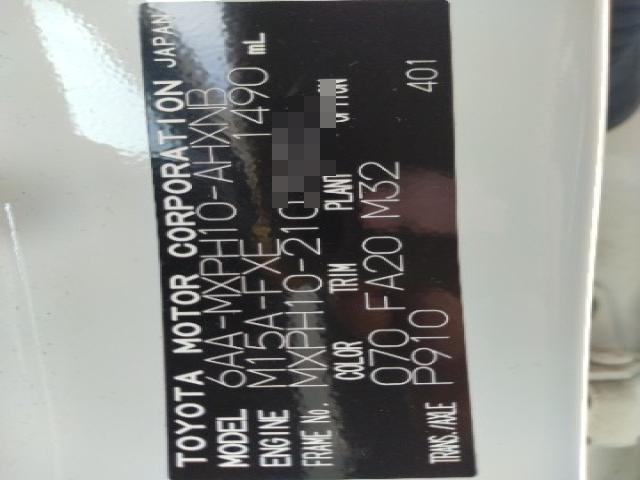 TOYOTA MOTOR CORPORATION JAPAN
MODEL 6AA-MXPH10-AHXNB
ENGINE M15A-FXE 1490 mL
FRAME No. MXPH10-210
COLOR TRIM PLANT OPTION
070 FA20 M32
TRANS./AXLE P910 401